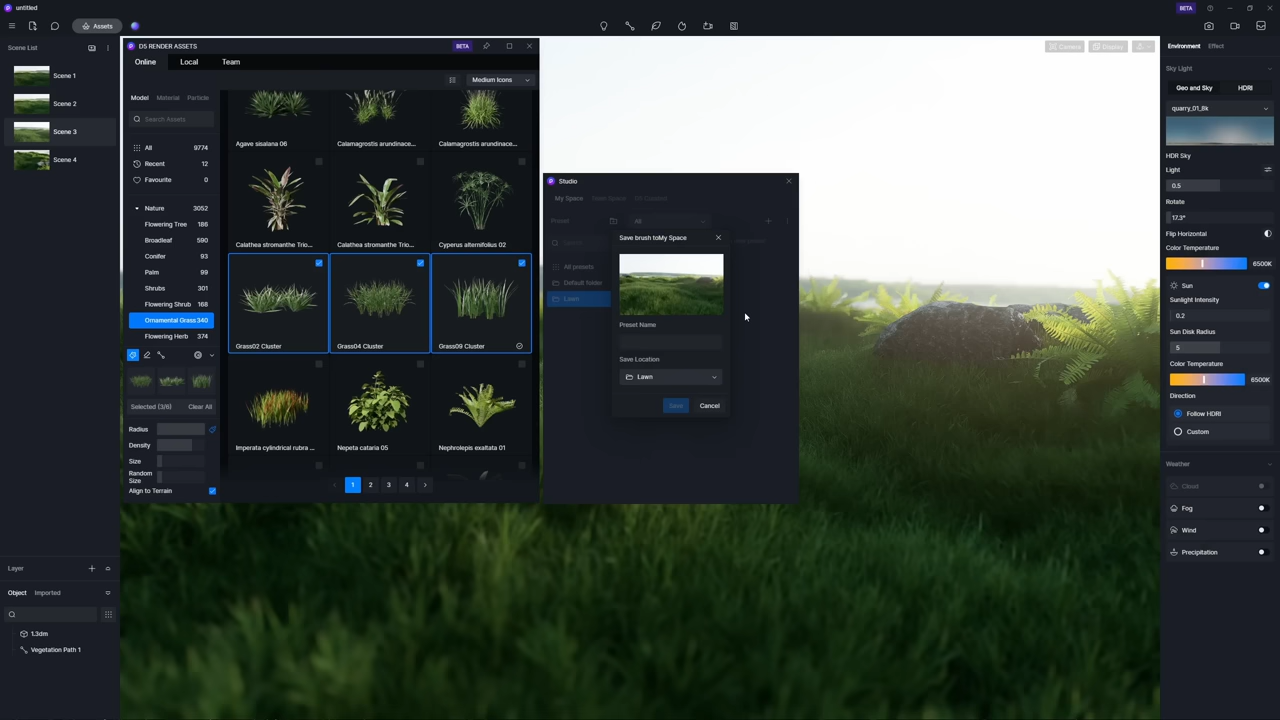 untitled
BETA
Assets
Scene List
Scene 1
Scene 2
Scene 3
Scene 4
D5 RENDER ASSETS
BETA
Online
Local
Team
Medium Icons
Model
Material
Particle
Search Assets
All 9774
Recent 12
Favourite 0
Nature 3052
Flowering Tree 186
Broadleaf 590
Conifer 93
Palm 99
Shrubs 301
Flowering Shrub 168
Ornamental Grass 340
Flowering Herb 374
Selected (3/6)
Clear All
Radius
Density
Size
Random
Size
Align to Terrain
Agave sisalana 06
Calamagrostis arundinace...
Calamagrostis arundinace...
Calathea stromanthe Trio...
Calathea stromanthe Trio...
Cyperus alternifolius 02
Grass02 Cluster
Grass04 Cluster
Grass09 Cluster
Imperata cylindrical rubra ...
Nepeta cataria 05
Nephrolepis exaltata 01
1
2
3
4
Studio
My Space
Preset
All
Search
All presets
Default folder
Lawn
Save brush toMy Space
Preset Name
Save Location
Lawn
Save
Cancel
Camera
Display
Environment
Effect
Sky Light
Geo and Sky
HDRI
quarry_01_8k
HDR Sky
Light
0.5
Rotate
17.3°
Flip Horizontal
Color Temperature
6500K
Sun
Sunlight Intensity
0.2
Sun Disk Radius
5
Color Temperature
6500K
Direction
Follow HDRI
Custom
Weather
Cloud
Fog
Wind
Precipitation
Layer
Object
Imported
1.3dm
Vegetation Path 1